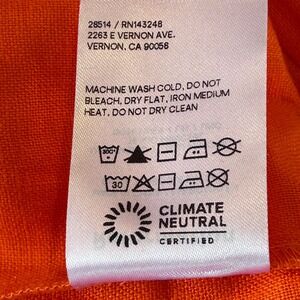 28514 / RN143248
2263 E VERNON AVE.
VERNON, CA 90058
MACHINE WASH COLD, DO NOT
BLEACH, DRY FLAT, IRON MEDIUM
HEAT, DO NOT DRY CLEAN
30
CLIMATE
NEUTRAL
CERTIFIED